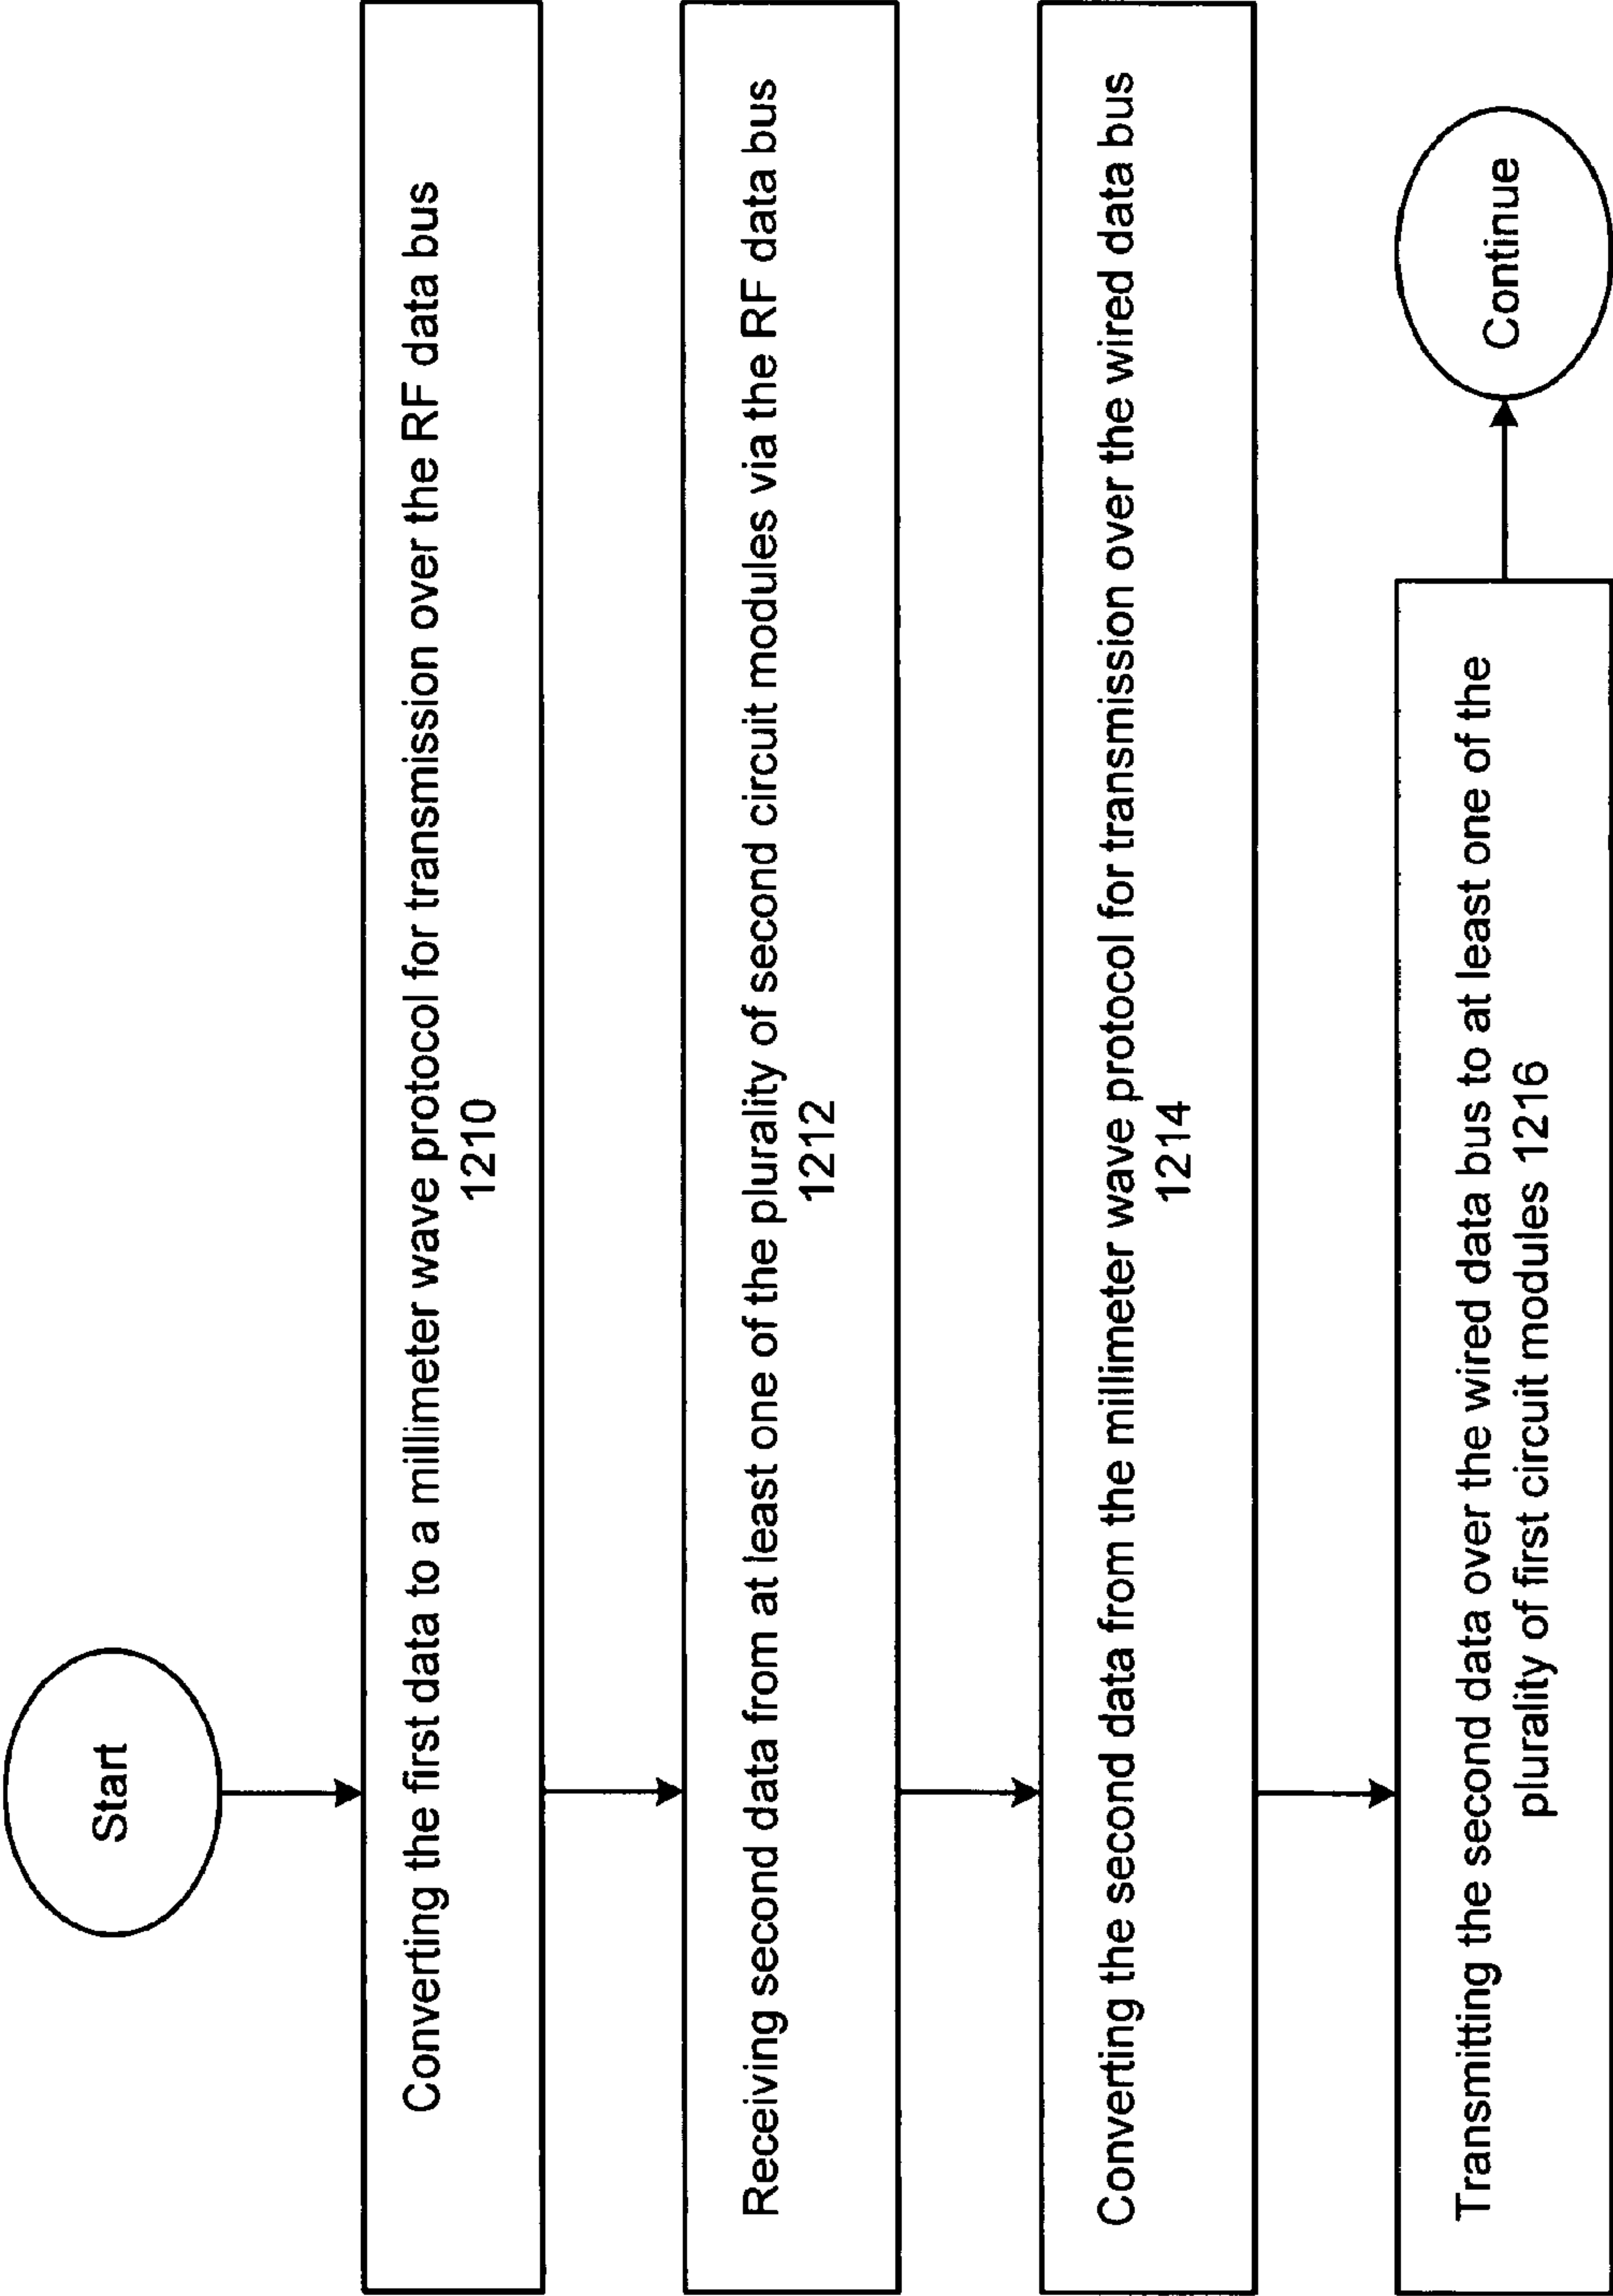 Start
Converting the first data to a millimeter wave protocol for transmission over the RF data bus
1210
Receiving second data from at least one of the plurality of second circuit modules via the RF data bus
1212
Converting the second data from the millimeter wave protocol for transmission over the wired data bus
1214
Transmitting the second data over the wired data bus to at least one of the
plurality of first circuit modules 1216
Continue